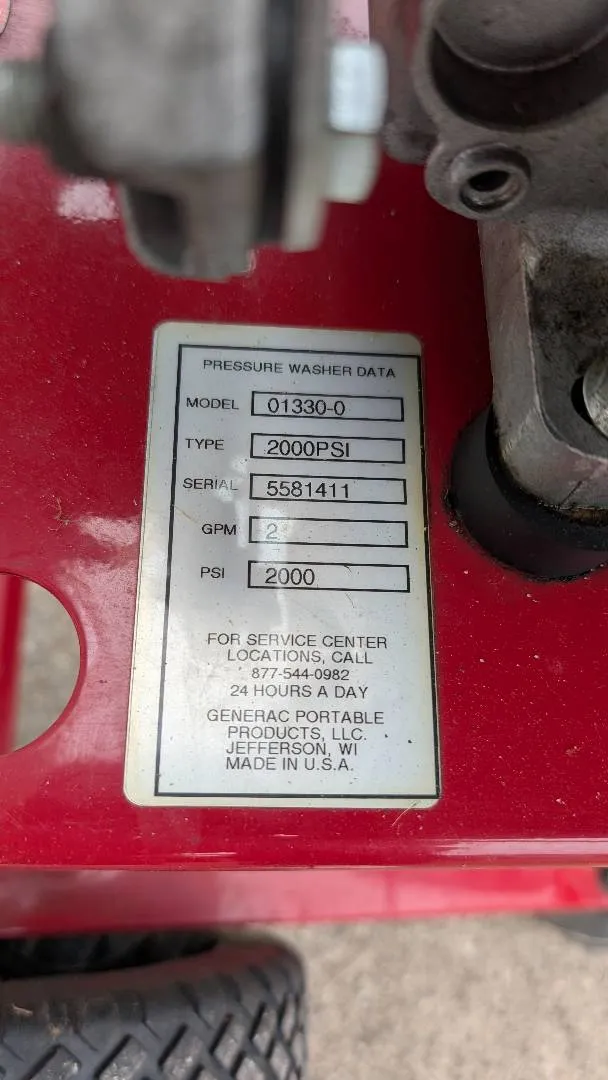 PRESSURE WASHER DATA
MODEL 01330-0
TYPE 2000PSI
SERIAL 5581411
GPM 2
PSI 2000
FOR SERVICE CENTER
LOCATIONS, CALL
877-544-0982
24 HOURS A DAY
GENERAC PORTABLE
PRODUCTS, LLC.
JEFFERSON, WI
MADE IN U.S.A.